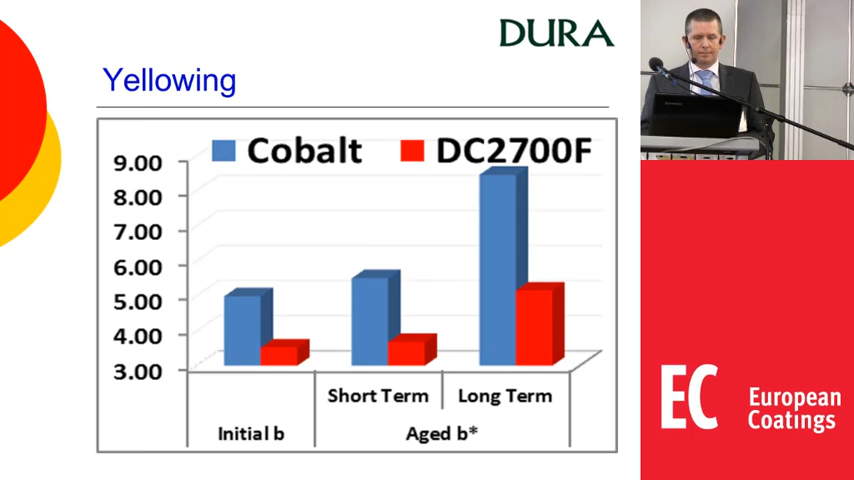 DURA
Yellowing
Cobalt DC2700F
9.00
8.00
7.00
6.00
5.00
4.00
3.00
Short Term Long Term
Initial b Aged b*
EC European
Coatings